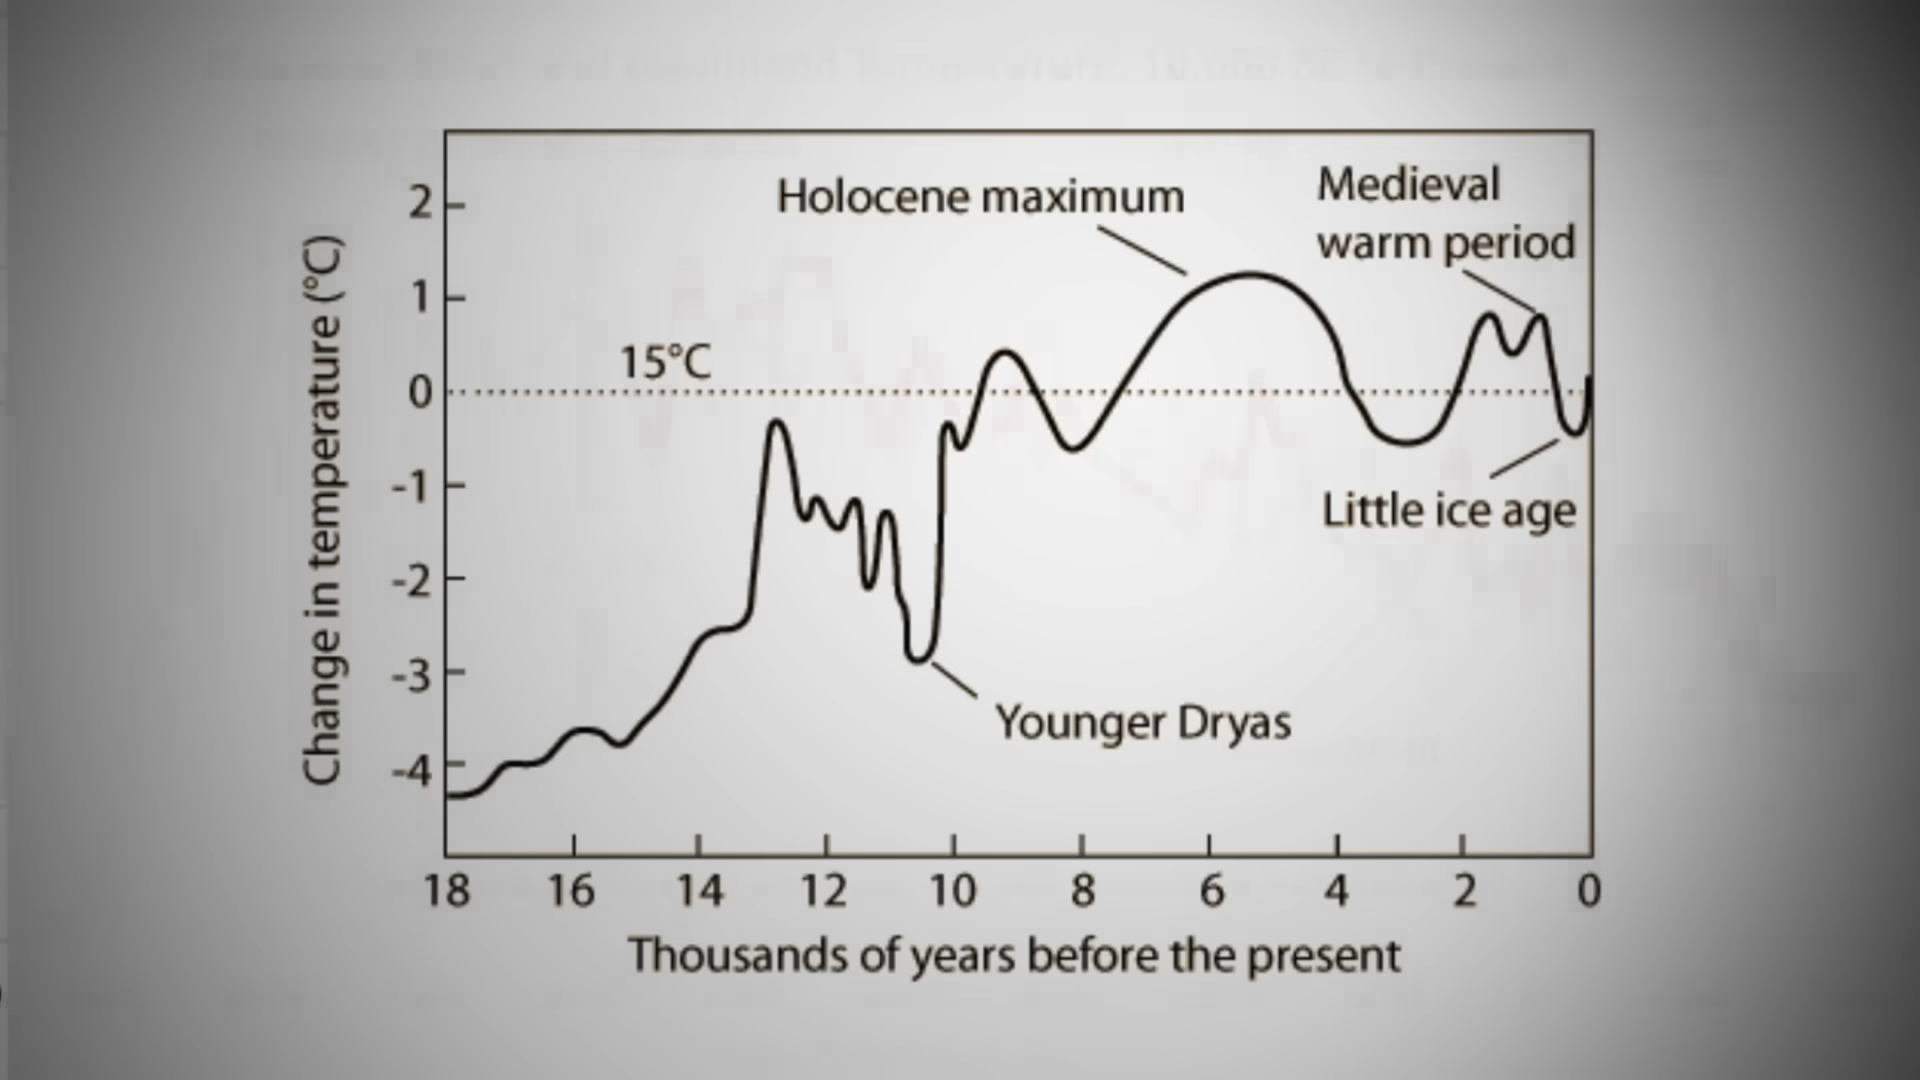 Holocene maximum
Medieval
warm period
2
1
15°C
0
-1
-2
-3
-4
Change in temperature (°C)
Little ice age
Younger Dryas
18 16 14 12 10 8 6 4 2 0
Thousands of years before the present